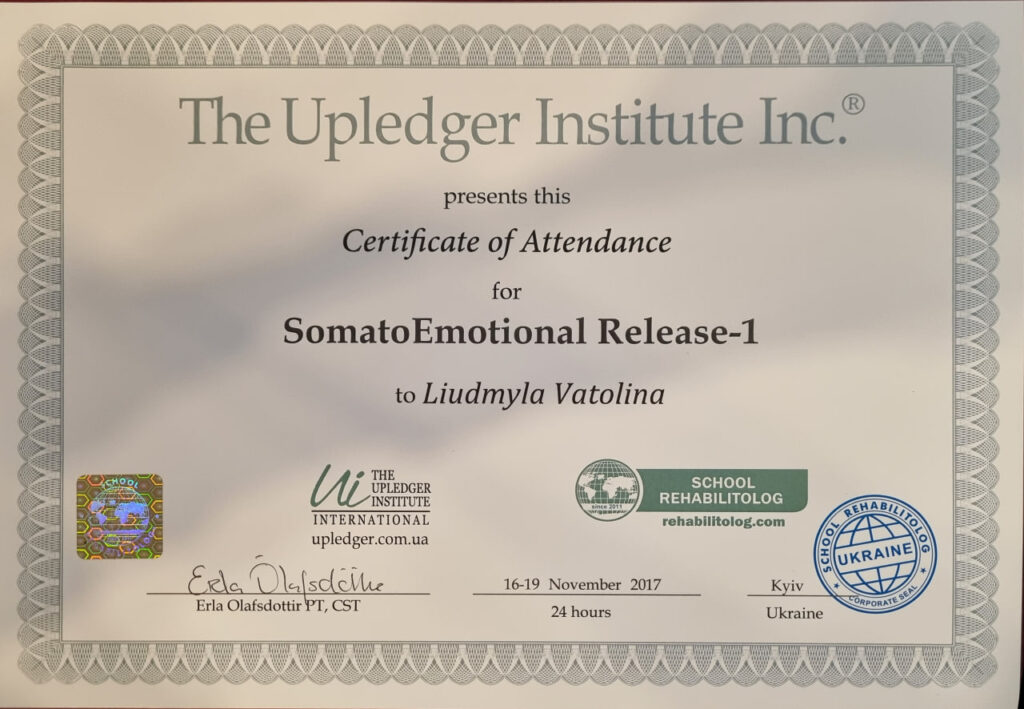 The Upledger Institute Inc.®
presents this
Certificate of Attendance
for
SomatoEmotional Release-1
to Liudmyla Vatolina
SCHOOL
Ui THE
UPLEDGER
INSTITUTE
INTERNATIONAL
upledger.com.ua
SCHOOL
REHABILITOLOG
since 2011
rehabilitolog.com
SCHOOL REHABILITOLOG
UKRAINE
CORPORATE SEAL
Erla Olafsdottir
16-19 November 2017
Kyiv
Erla Olafsdottir PT, CST
24 hours
Ukraine